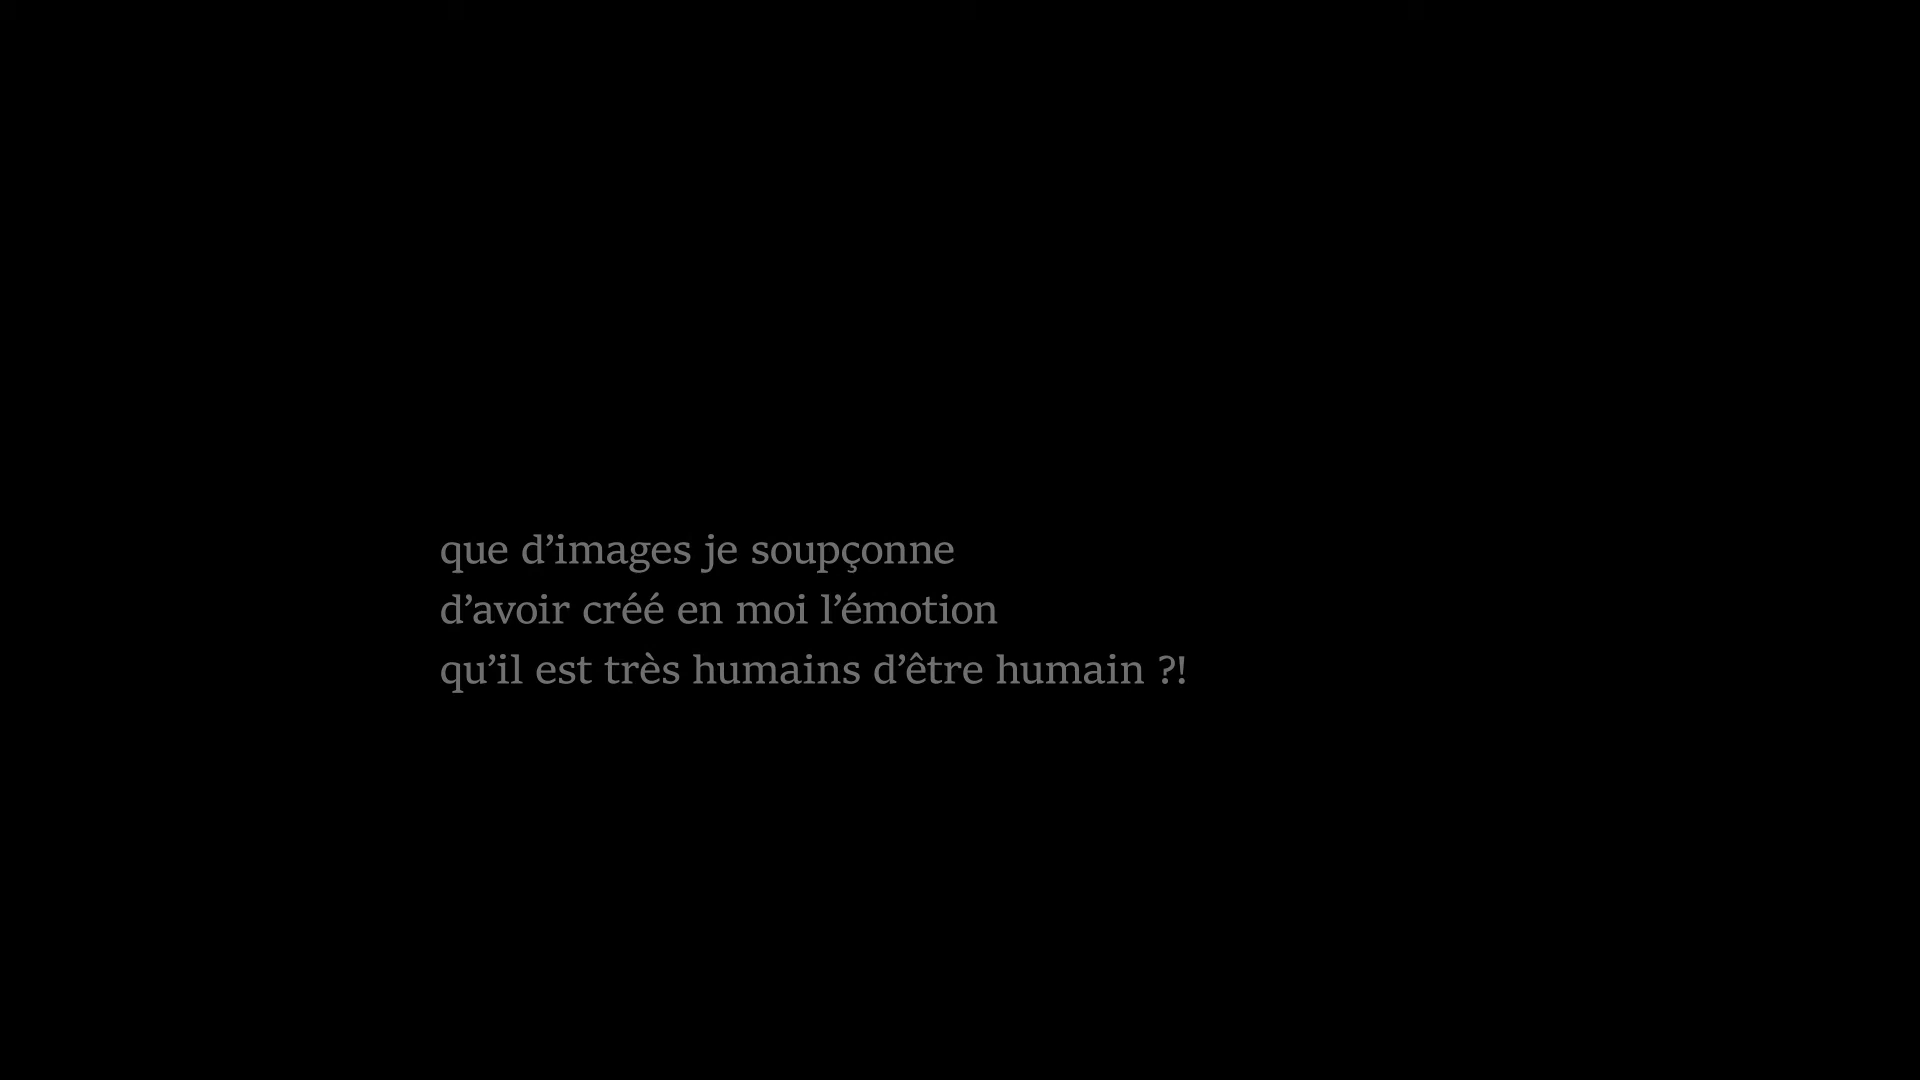 que d’images je soupçonne
d’avoir créé en moi l’émotion
qu’il est très humains d’être humain ?!